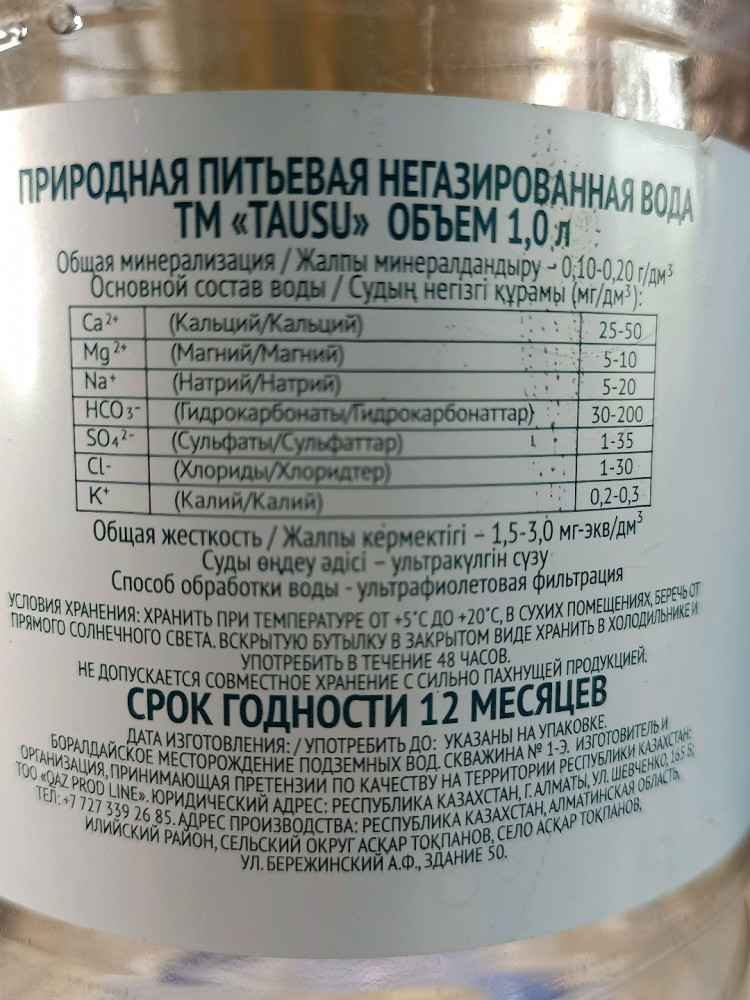 ПРИРОДНАЯ ПИТЬЕВАЯ НЕГАЗИРОВАННАЯ ВОДА
ТМ «TAUSU» ОБЪЕМ 1,0 л
Общая минерализация / Жалпы минералдандыру - 0,10-0,20 г/дм³
Основной состав воды / Судың негізгі құрамы (мг/дм³):
Ca²⁺ (Кальций/Кальций) 25-50
Mg²⁺ (Магний/Магний) 5-10
Na⁺ (Натрий/Натрий) 5-20
HCO₃- (Гидрокарбонаты/Гидрокарбонаттар) 30-200
SO₄²⁻ (Сульфаты/Сульфаттар) 1-35
Cl- (Хлориды/Хлоридтер) 1-30
K⁺ (Калий/Калий) 0,2-0,3
Общая жесткость / Жалпы кермектігі – 1,5-3,0 мг-экв/дм³
Суды өңдеу әдісі – ультракүлгін сүзу
Способ обработки воды - ультрафиолетовая фильтрация
УСЛОВИЯ ХРАНЕНИЯ: ХРАНИТЬ ПРИ ТЕМПЕРАТУРЕ ОТ +5°С ДО +20°С, В СУХИХ ПОМЕЩЕНИЯХ, БЕРЕЧЬ ОТ
ПРЯМОГО СОЛНЕЧНОГО СВЕТА. ВСКРЫТУЮ БУТЫЛКУ В ЗАКРЫТОМ ВИДЕ ХРАНИТЬ В ХОЛОДИЛЬНИКЕ И
УПОТРЕБИТЬ В ТЕЧЕНИЕ 48 ЧАСОВ.
НЕ ДОПУСКАЕТСЯ СОВМЕСТНОЕ ХРАНЕНИЕ С СИЛЬНО ПАХНУЩЕЙ ПРОДУКЦИЕЙ.
СРОК ГОДНОСТИ 12 МЕСЯЦЕВ
ДАТА ИЗГОТОВЛЕНИЯ: / УПОТРЕБИТЬ ДО: УКАЗАНЫ НА УПАКОВКЕ.
БОРАЛДАЙСКОЕ МЕСТОРОЖДЕНИЕ ПОДЗЕМНЫХ ВОД. СКВАЖИНА № 1-Э. ИЗГОТОВИТЕЛЬ И
ОРГАНИЗАЦИЯ, ПРИНИМАЮЩАЯ ПРЕТЕНЗИИ ПО КАЧЕСТВУ НА ТЕРРИТОРИИ РЕСПУБЛИКИ КАЗАХСТАН:
ТОО «QAZ PROD LINE». ЮРИДИЧЕСКИЙ АДРЕС: РЕСПУБЛИКА КАЗАХСТАН, Г. АЛМАТЫ, УЛ. ШЕВЧЕНКО, 165 Б;
ТЕЛ: +7 727 339 26 85. АДРЕС ПРОИЗВОДСТВА: РЕСПУБЛИКА КАЗАХСТАН, АЛМАТИНСКАЯ ОБЛАСТЬ,
ИЛИЙСКИЙ РАЙОН, СЕЛЬСКИЙ ОКРУГ АСҚАР ТОҚПАНОВ, СЕЛО АСҚАР ТОҚПАНОВ,
УЛ. БЕРЕЖИНСКИЙ А.Ф., ЗДАНИЕ 50.